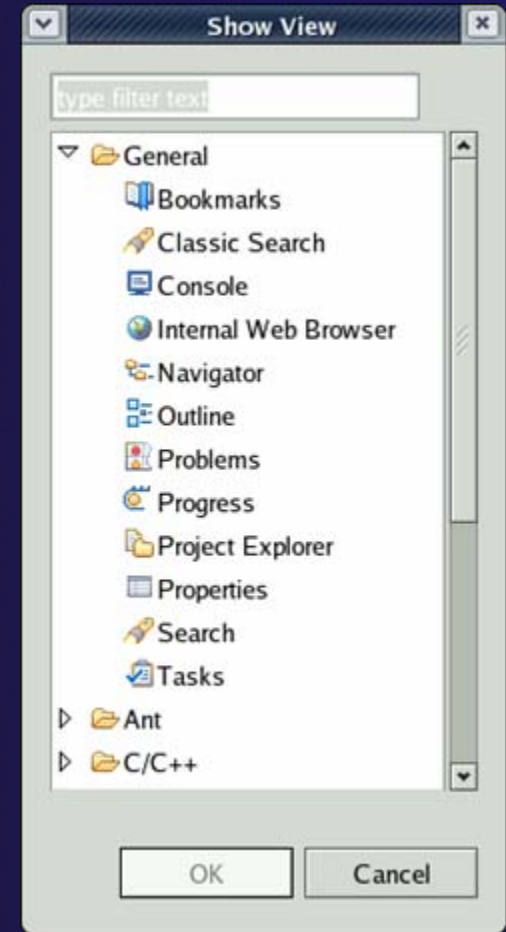 Show View
type filter text
General
Bookmarks
Classic Search
Console
Internal Web Browser
Navigator
Outline
Problems
Progress
Project Explorer
Properties
Search
Tasks
Ant
C/C++
OK Cancel